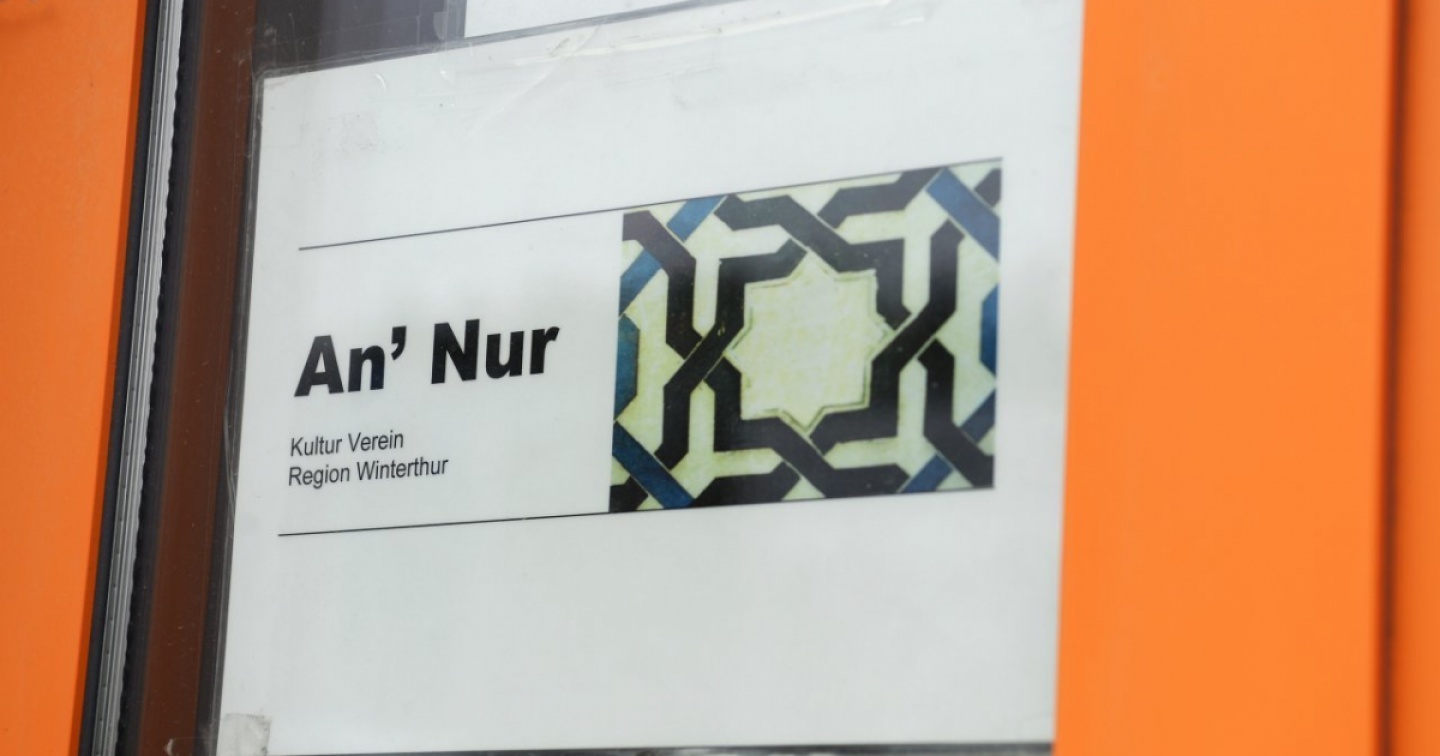 An’ Nur
Kultur Verein
Region Winterthur